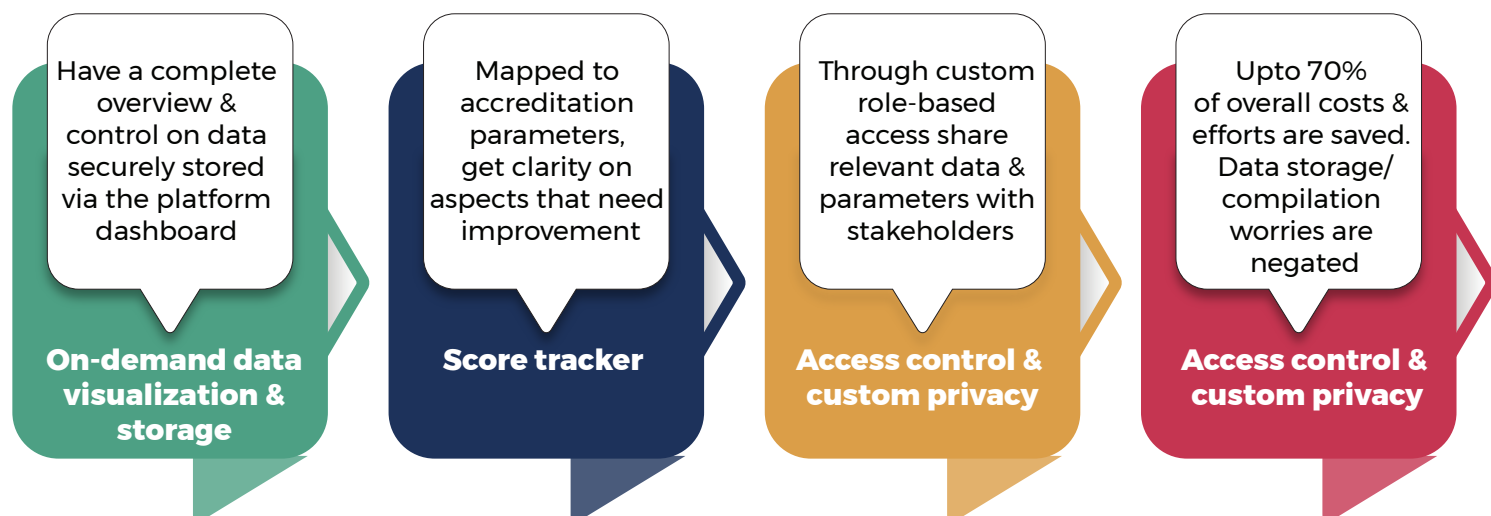 Have a complete
overview &
control on data
securely stored
via the platform
dashboard
On-demand data
visualization &
storage
Mapped to
accreditation
parameters,
get clarity on
aspects that need
improvement
Score tracker
Through custom
role-based
access share
relevant data &
parameters with
stakeholders
Access control &
custom privacy
Upto 70%
of overall costs &
efforts are saved.
Data storage/
compilation
worries are
negated
Access control &
custom privacy